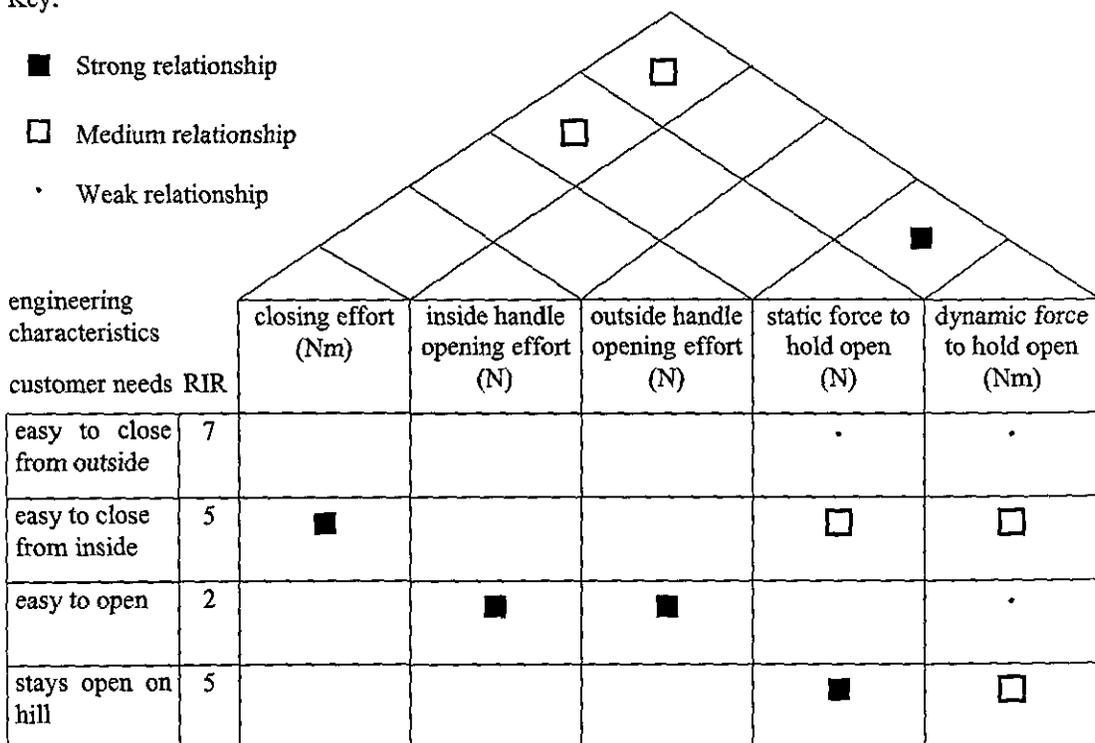 Key:
Strong relationship
Medium relationship
Weak relationship
engineering
characteristics
customer needs RIR
closing effort
(Nm)
inside handle
opening effort
(N)
outside handle
opening effort
(N)
static force to
hold open
(N)
dynamic force
to hold open
(Nm)
easy to close
from outside
7
easy to close
from inside
5
easy to open
2
stays open on
hill
5